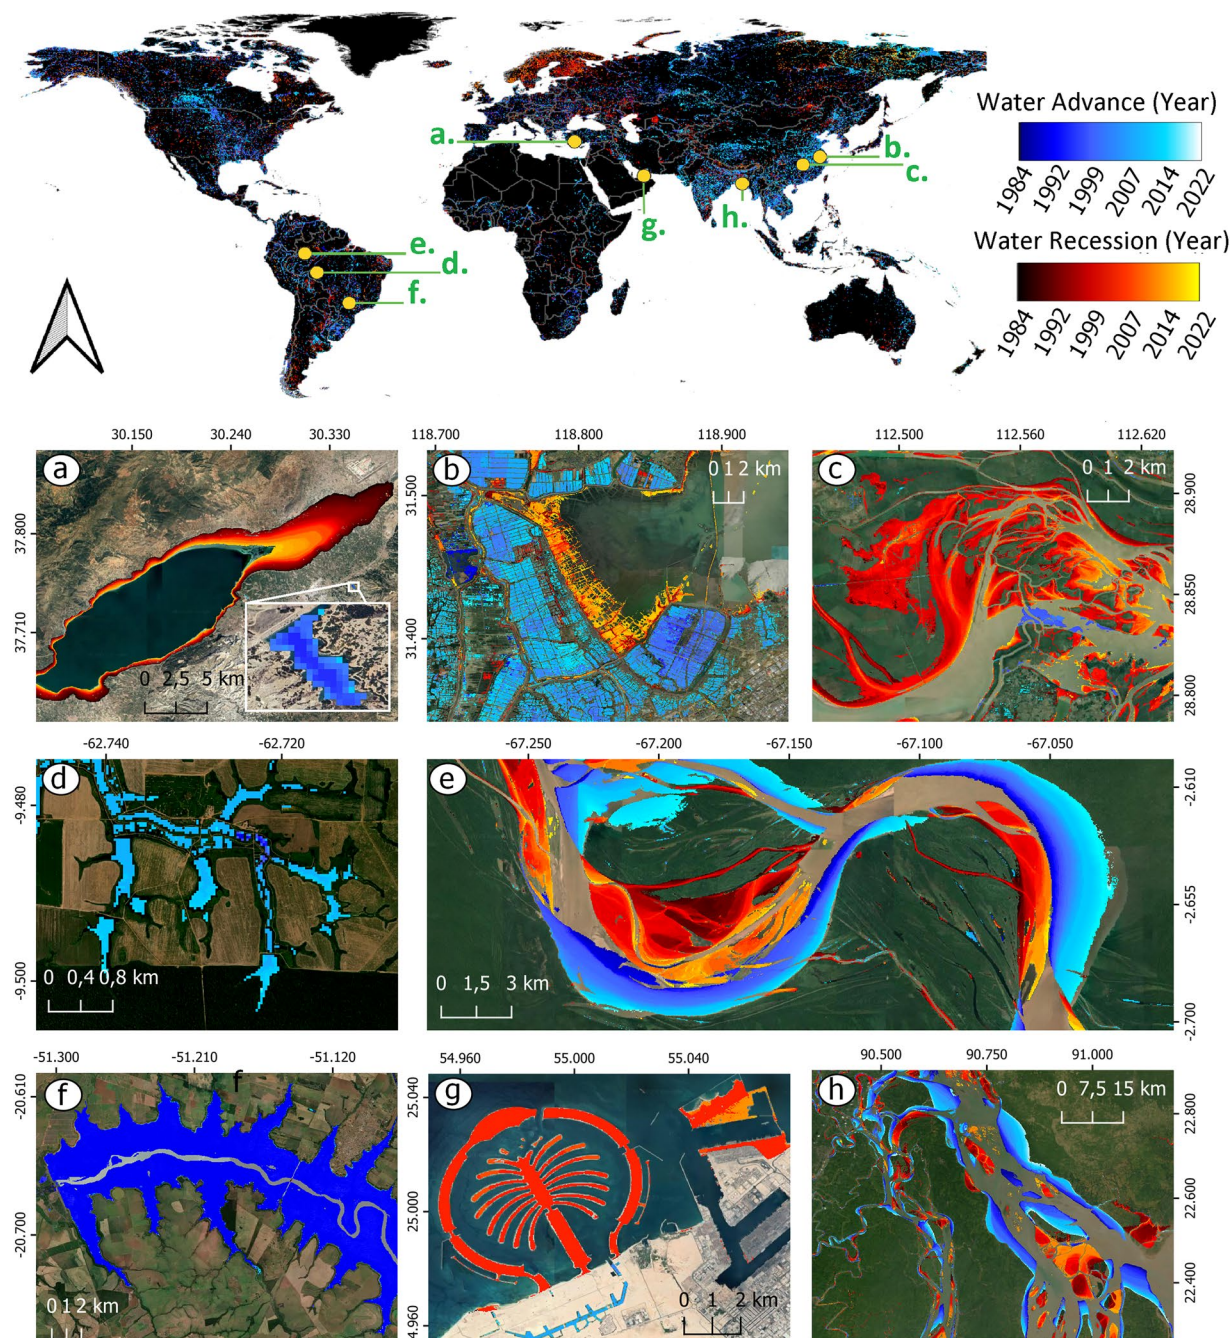 Water Advance (Year)
1984 1992 1999 2007 2014 2022
Water Recession (Year)
1984 1992 1999 2007 2014 2022
a.
b.
c.
g.
h.
e.
d.
f.
30.150 30.240 30.330
118.700 118.800 118.900
112.500 112.560 112.620
a
37.800
37.710
0 2,5 5 km
b
31.500
31.400
0 1 2 km
c
0 1 2 km
28.900
28.850
28.800
-62.740 -62.720
-67.250 -67.200 -67.150 -67.100 -67.050
d
-9.480
-9.500
0 0,4 0,8 km
e
0 1,5 3 km
-2.610
-2.655
-2.700
-51.300 -51.210 -51.120
54.960 55.000 55.040
90.500 90.750 91.000
f
f
-20.610
-20.700
0 1 2 km
g
25.040
25.000
4.960
0 1 2 km
h
0 7,5 15 km
22.800
22.600
22.400